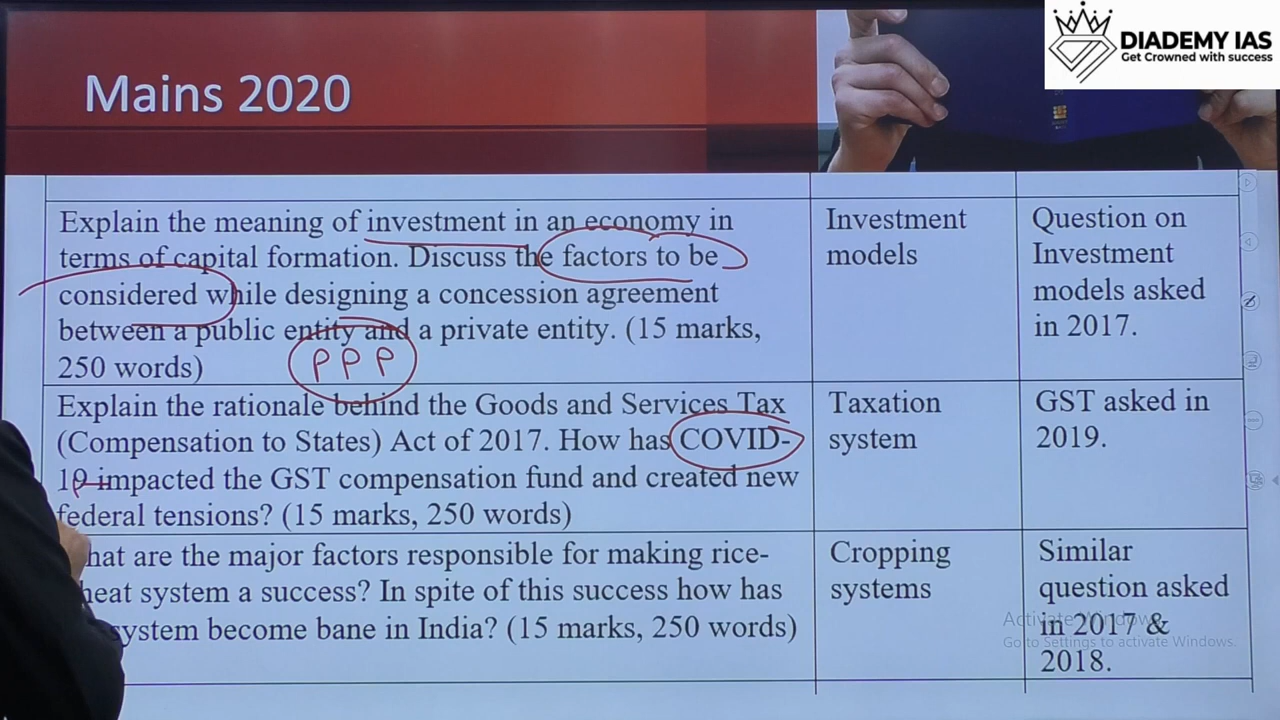 DIADEMY IAS
Get Crowned with success
Mains 2020
Explain the meaning of investment in an economy in
terms of capital formation. Discuss the factors to be
considered while designing a concession agreement
between a public entity and a private entity. (15 marks,
250 words)
PPP
Investment
models
Question on
Investment
models asked
in 2017.
Explain the rationale behind the Goods and Services Tax
(Compensation to States) Act of 2017. How has COVID-
19 impacted the GST compensation fund and created new
federal tensions? (15 marks, 250 words)
Taxation
system
GST asked in
2019.
hat are the major factors responsible for making rice-
heat system a success? In spite of this success how has
system become bane in India? (15 marks, 250 words)
Cropping
systems
Similar
question asked
in 2017 &
2018.
Activate Windows
Go to Settings to activate Windows.